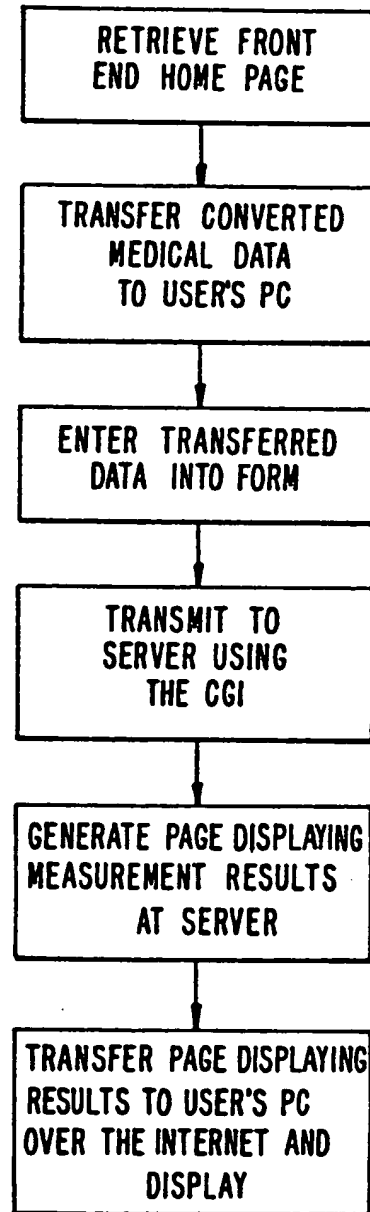 RETRIEVE FRONT
END HOME PAGE
TRANSFER CONVERTED
MEDICAL DATA
TO USER'S PC
ENTER TRANSFERRED
DATA INTO FORM
TRANSMIT TO
SERVER USING
THE CGI
GENERATE PAGE DISPLAYING
MEASUREMENT RESULTS
AT SERVER
TRANSFER PAGE DISPLAYING
RESULTS TO USER'S PC
OVER THE INTERNET AND
DISPLAY